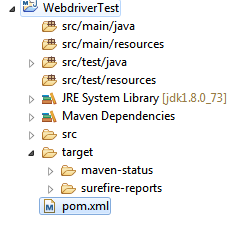 WebdriverTest
src/main/java
src/main/resources
src/test/java
src/test/resources
JRE System Library [jdk1.8.0_73]
Maven Dependencies
src
target
maven-status
surefire-reports
pom.xml